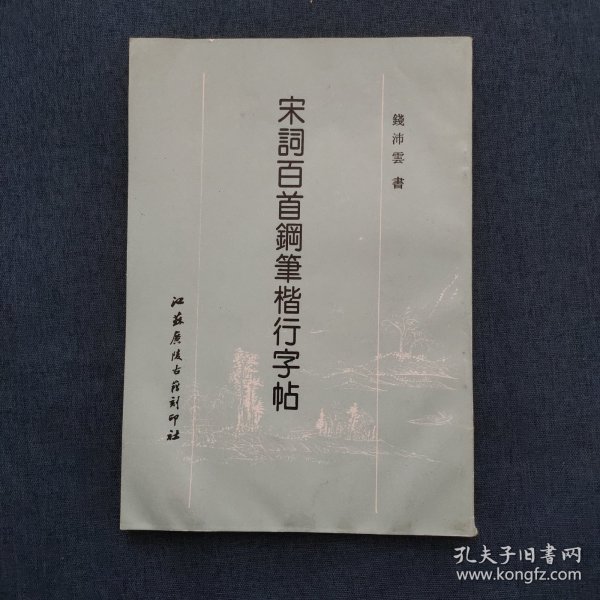 錢沛雲 書
宋詞百首鋼筆楷行字帖
江蘇廣陵古籍刻印社
孔夫子旧書网
www.kongfz.com